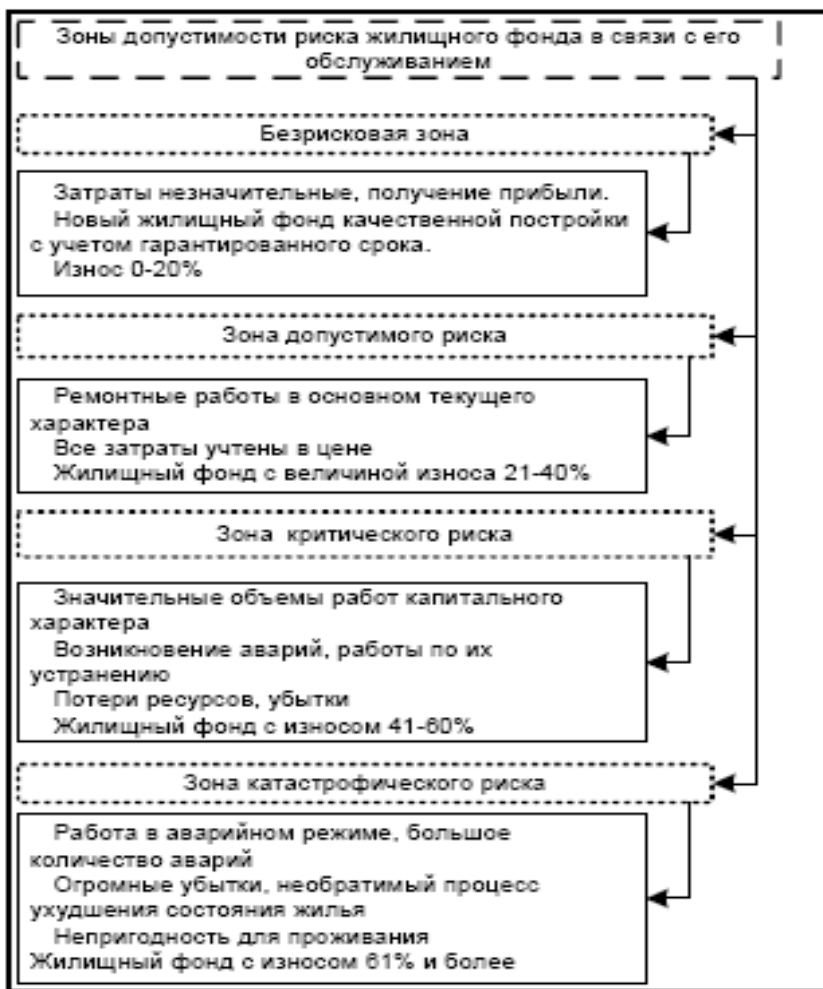 Зоны допустимости риска жилищного фонда в связи с его
обслуживанием
Безрисковая зона
Затраты незначительные, получение прибыли.
Новый жилищный фонд качественной постройки
с учетом гарантированного срока.
Износ 0-20%
Зона допустимого риска
Ремонтные работы в основном текущего
характера
Все затраты учтены в цене
Жилищный фонд с величиной износа 21-40%
Зона критического риска
Значительные объемы работ капитального
характера
Возникновение аварий, работы по их
устранению
Потери ресурсов, убытки
Жилищный фонд с износом 41-60%
Зона катастрофического риска
Работа в аварийном режиме, большое
количество аварий
Огромные убытки, необратимый процесс
ухудшения состояния жилья
Непригодность для проживания
Жилищный фонд с износом 61% и более